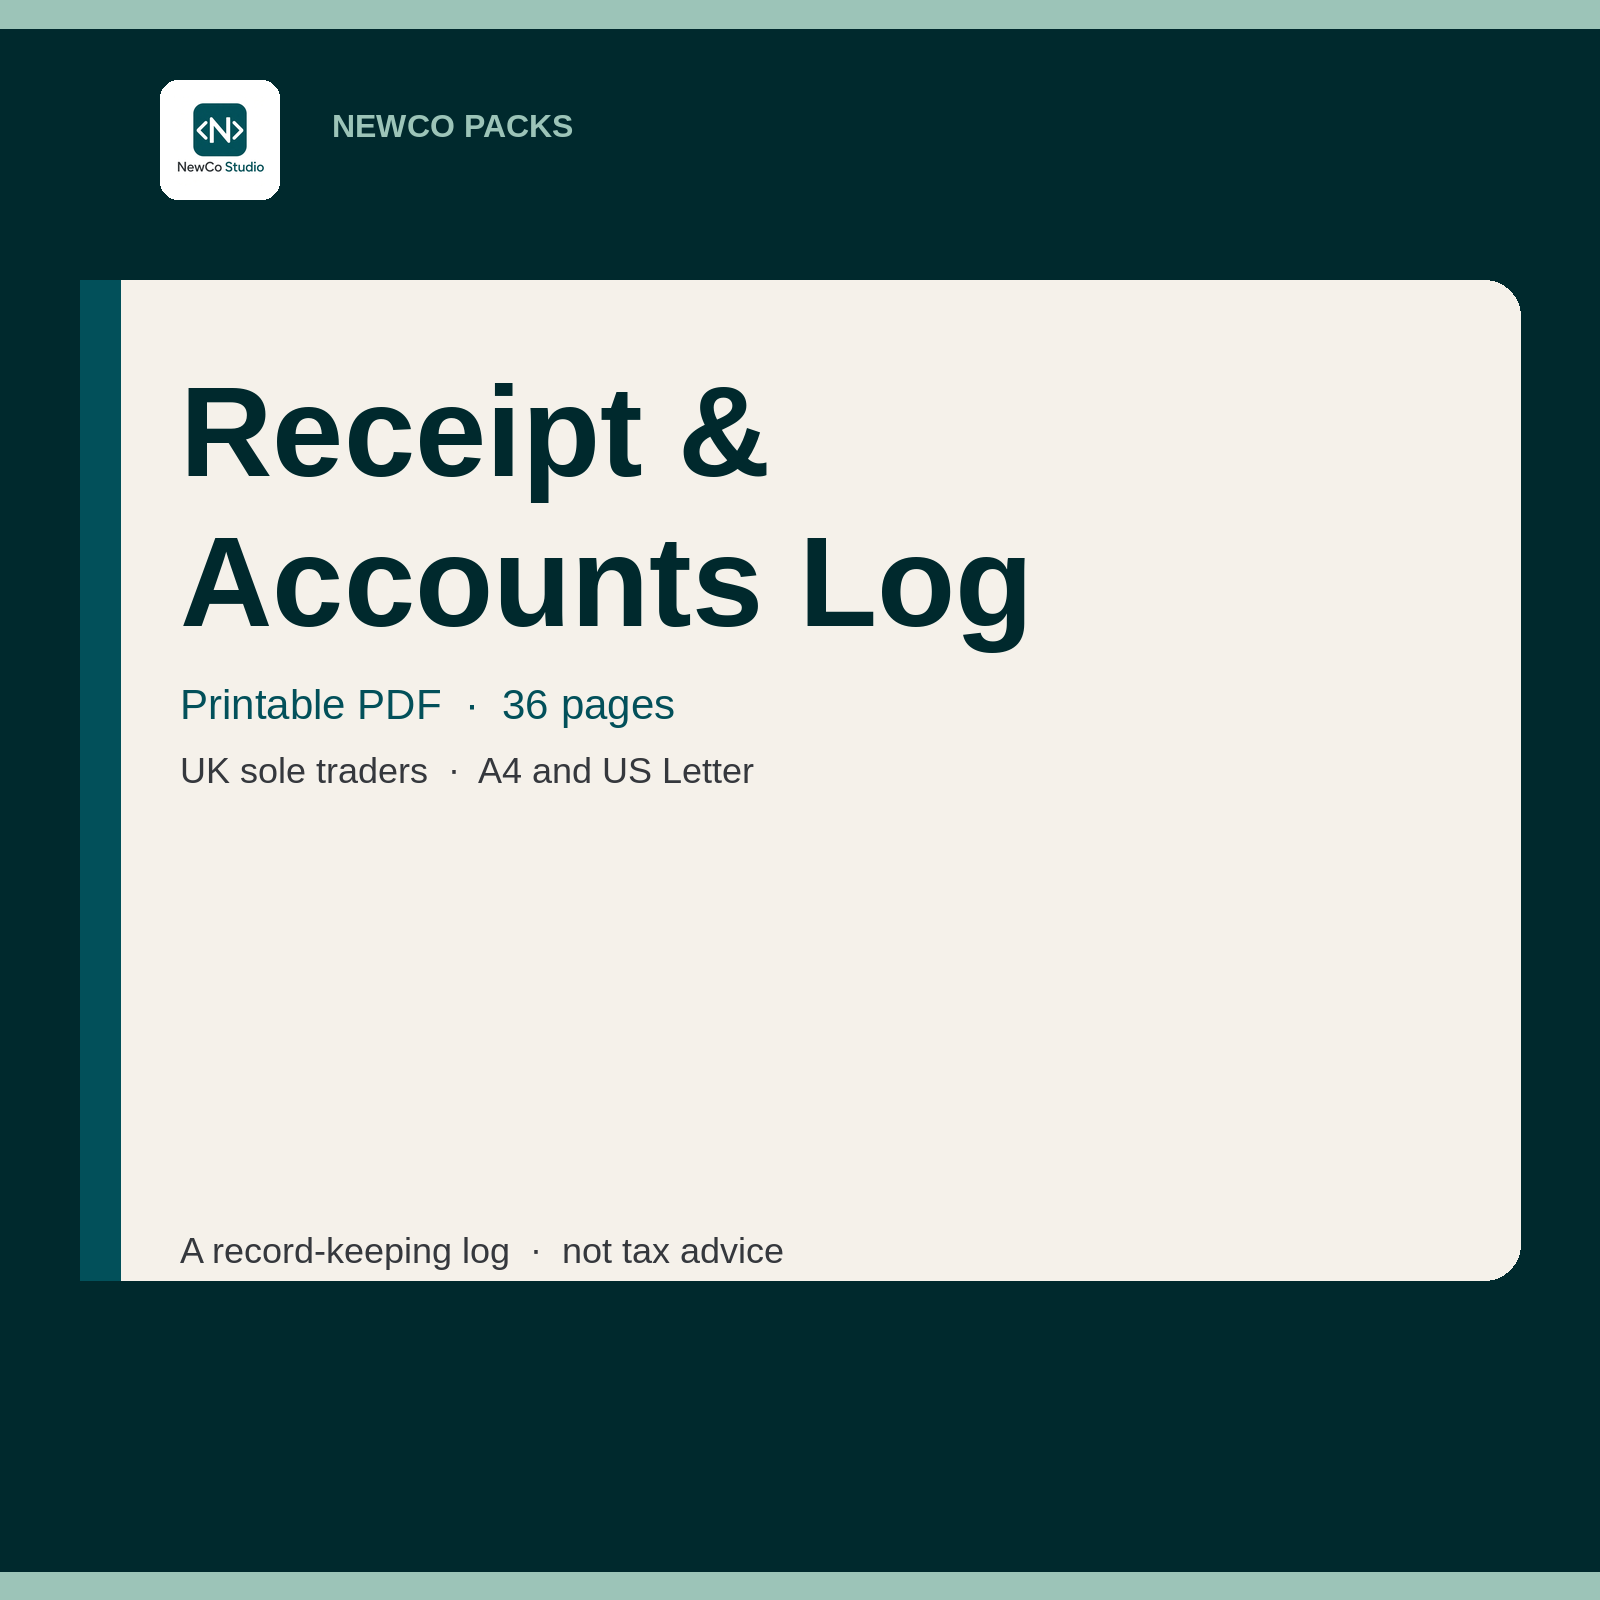 <N>
NewCo Studio
NEWCO PACKS
Receipt &
Accounts Log
Printable PDF · 36 pages
UK sole traders · A4 and US Letter
A record-keeping log · not tax advice